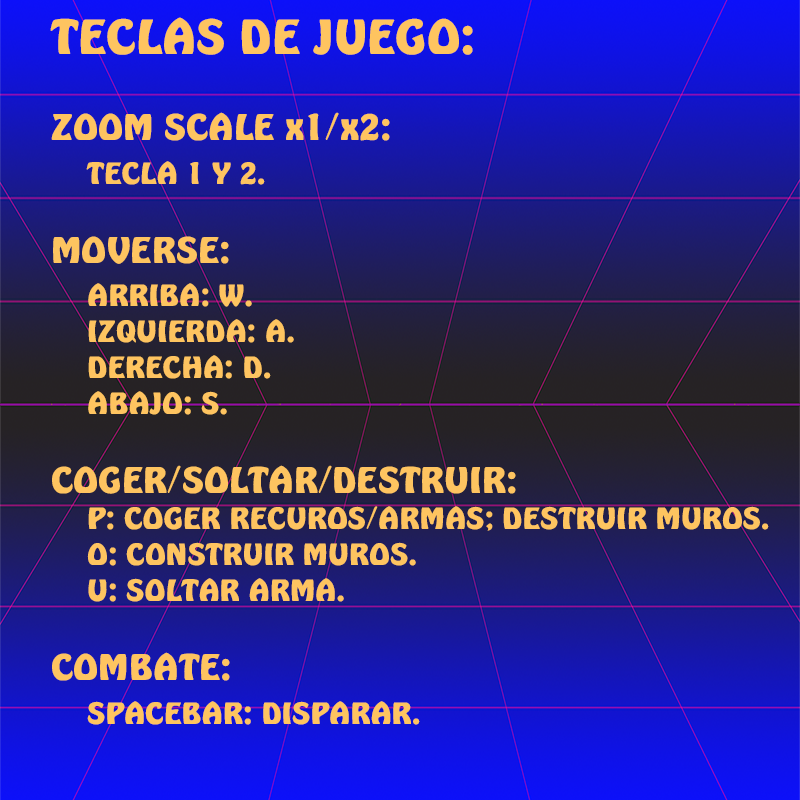 TECLAS DE JUEGO:
ZOOM SCALE x1/x2:
TECLA 1 Y 2.
MOVERSE:
ARRIBA: W.
IZQUIERDA: A.
DERECHA: D.
ABAJO: S.
COGER/SOLTAR/DESTRUIR:
P: COGER RECUROS/ARMAS; DESTRUIR MUROS.
O: CONSTRUIR MUROS.
U: SOLTAR ARMA.
COMBATE:
SPACEBAR: DISPARAR.